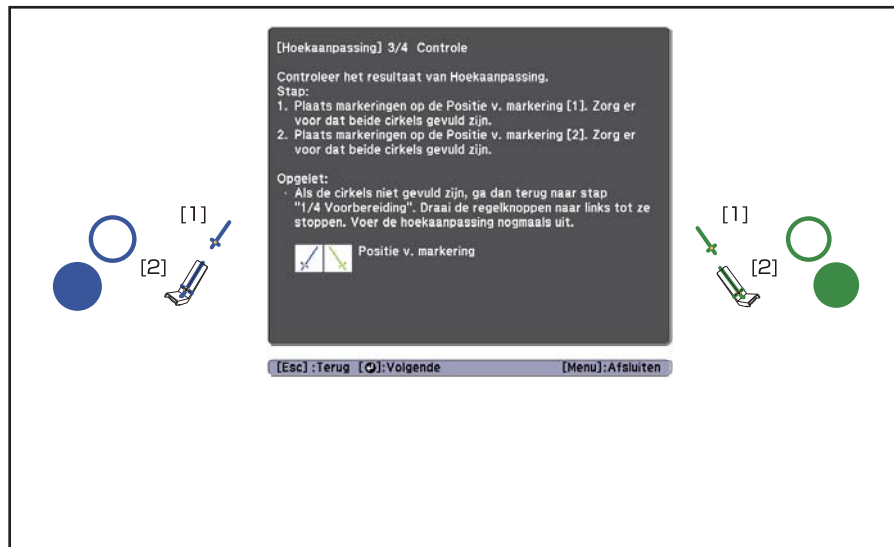 [Hoekaanpassing] 3/4 Controle
Controleer het resultaat van Hoekaanpassing.
Stap:
1. Plaats markeringen op de Positie v. markering [1]. Zorg er
voor dat beide cirkels gevuld zijn.
2. Plaats markeringen op de Positie v. markering [2]. Zorg er
voor dat beide cirkels gevuld zijn.
Opgelet:
· Als de cirkels niet gevuld zijn, ga dan terug naar stap
"1/4 Voorbereiding". Draai de regelknoppen naar links tot ze
stoppen. Voer de hoekaanpassing nogmaals uit.
Positie v. markering
[1]
[2]
[1]
[2]
[Esc] :Terug [⏎]:Volgende [Menu]:Afsluiten